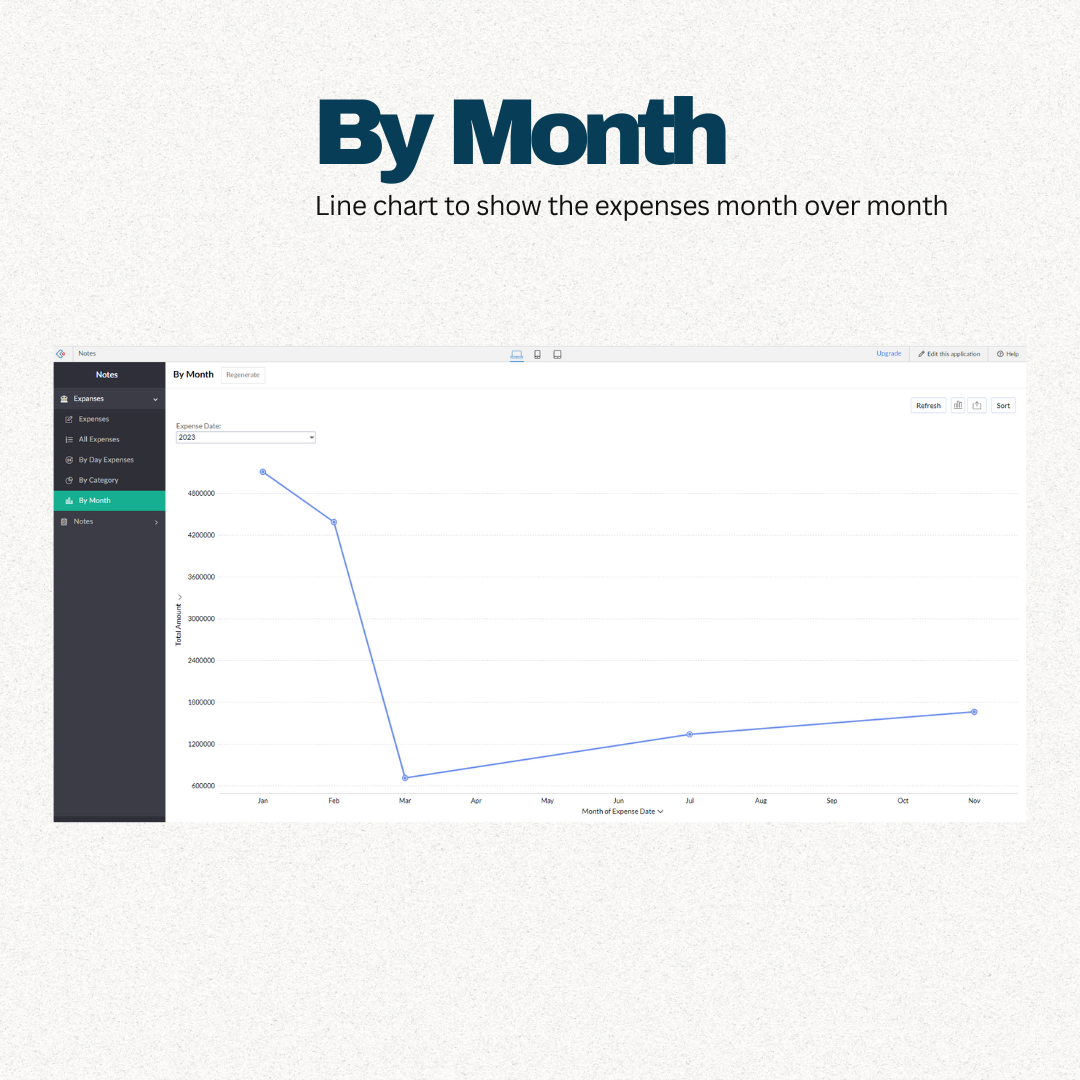 By Month
Line chart to show the expenses month over month
Notes
Upgrade
Edit this application
Help
Notes
Expanses
Expenses
All Expenses
By Day Expenses
By Category
By Month
Notes
By Month
Regenerate
Refresh
Sort
Expense Date:
2023
Total Amount
4800000
4200000
3600000
3000000
2400000
1800000
1200000
600000
Jan Feb Mar Apr May Jun Jul Aug Sep Oct Nov
Month of Expense Date